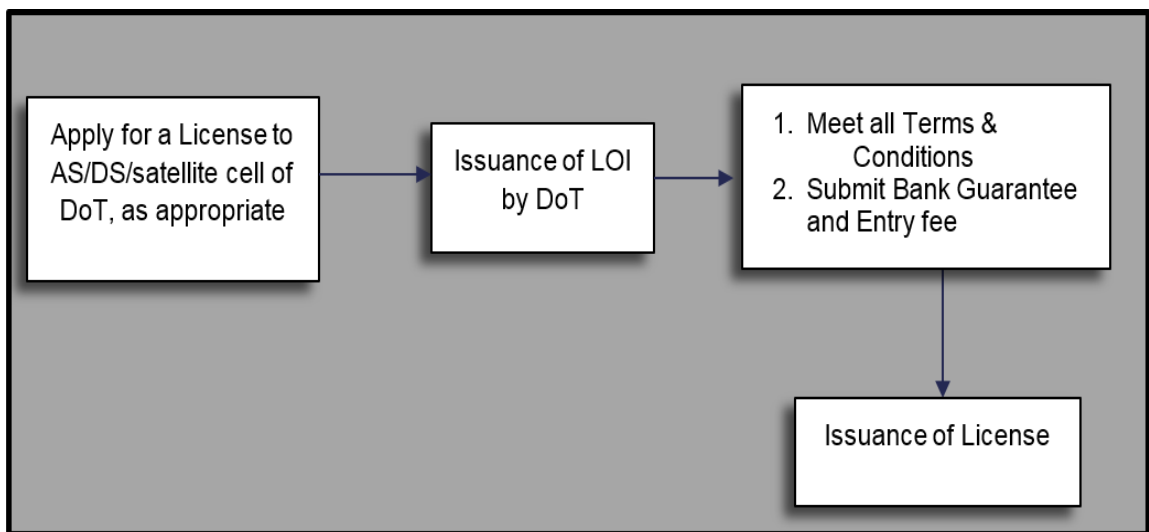 Apply for a License to
AS/DS/satellite cell of
DoT, as appropriate
Issuance of LOI
by DoT
1. Meet all Terms &
Conditions
2. Submit Bank Guarantee
and Entry fee
Issuance of License